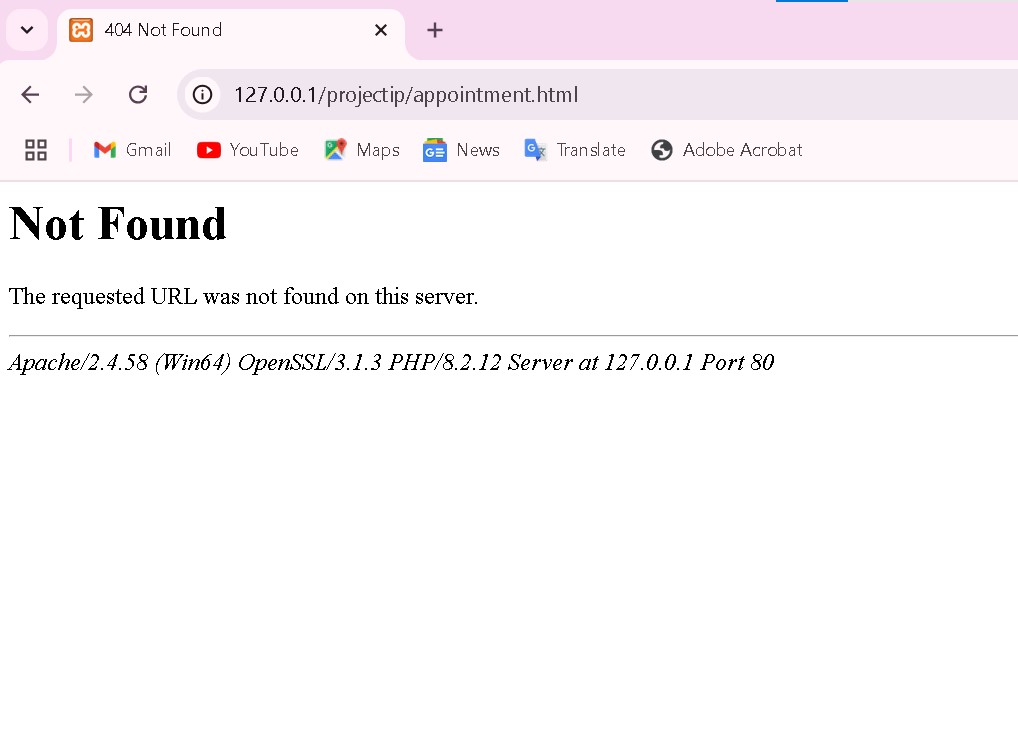 404 Not Found
127.0.0.1/projectip/appointment.html
Gmail YouTube Maps News Translate Adobe Acrobat
Not Found
The requested URL was not found on this server.
Apache/2.4.58 (Win64) OpenSSL/3.1.3 PHP/8.2.12 Server at 127.0.0.1 Port 80